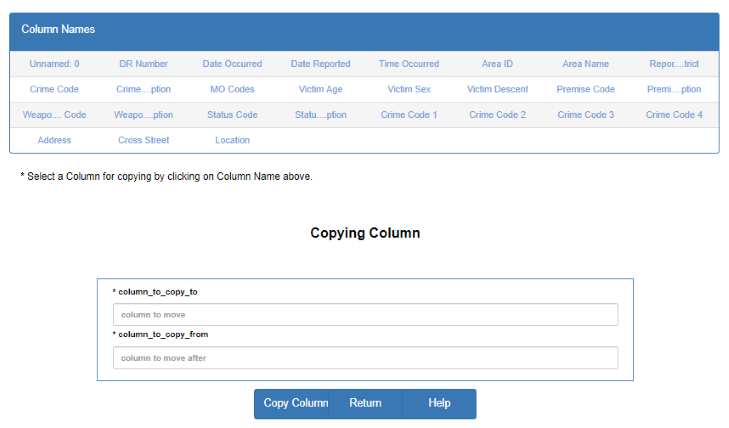 Column Names
Unnamed: 0 DR Number Date Occurred Date Reported Time Occurred Area ID Area Name Repor....trict
Crime Code Crime....ption MO Codes Victim Age Victim Sex Victim Descent Premise Code Premi....ption
Weapo.... Code Weapo....ption Status Code Statu....ption Crime Code 1 Crime Code 2 Crime Code 3 Crime Code 4
Address Cross Street Location
* Select a Column for copying by clicking on Column Name above.
Copying Column
* column_to_copy_to
column to move
* column_to_copy_from
column to move after
Copy Column Return Help